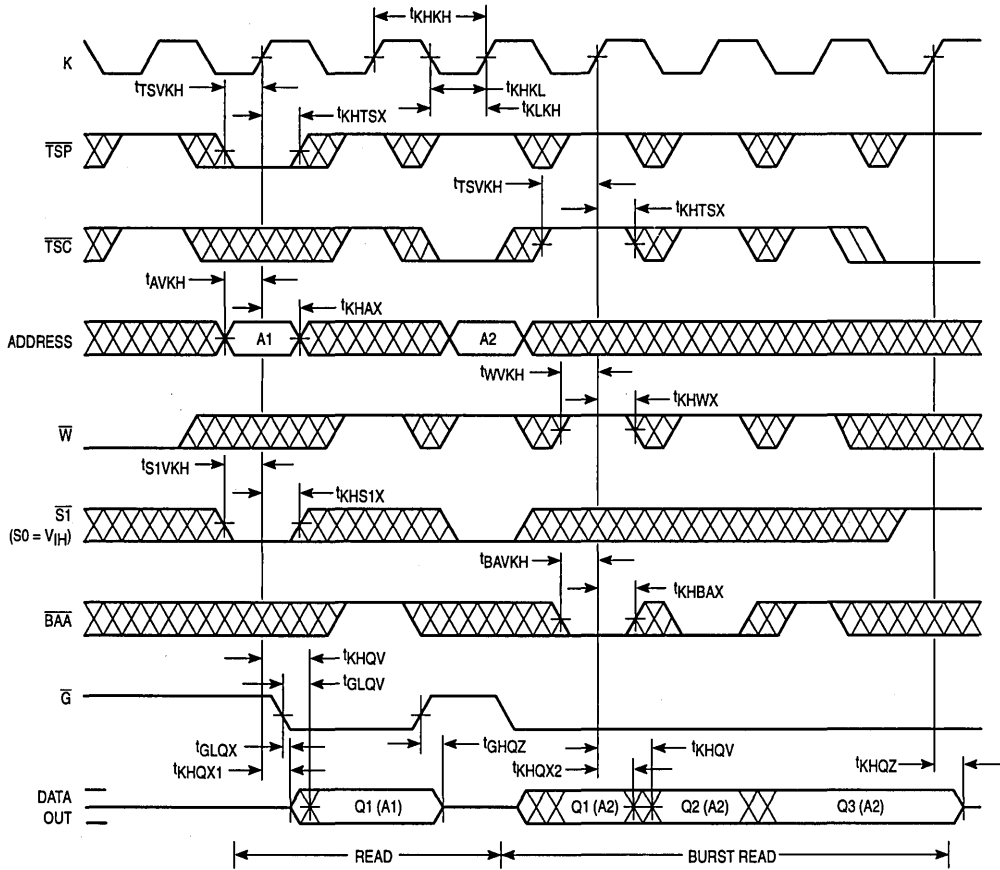 tKHKH
K
tTSVKH
tKHTSX
tKHKL
tKLKH
TSP
tTSVKH
tKHTSX
TSC
tAVKH
tKHAX
ADDRESS
A1
A2
tWVKH
tKHWX
W
tS1VKH
tKHS1X
S1
(S0 = VIH)
tBAVKH
tKHBAX
BAA
tKHQV
tGLQV
G
tGLQX
tGHQZ
tKHQV
tKHQX1
tKHQX2
tKHQZ
DATA
OUT
Q1 (A1)
Q1 (A2)
Q2 (A2)
Q3 (A2)
READ
BURST READ